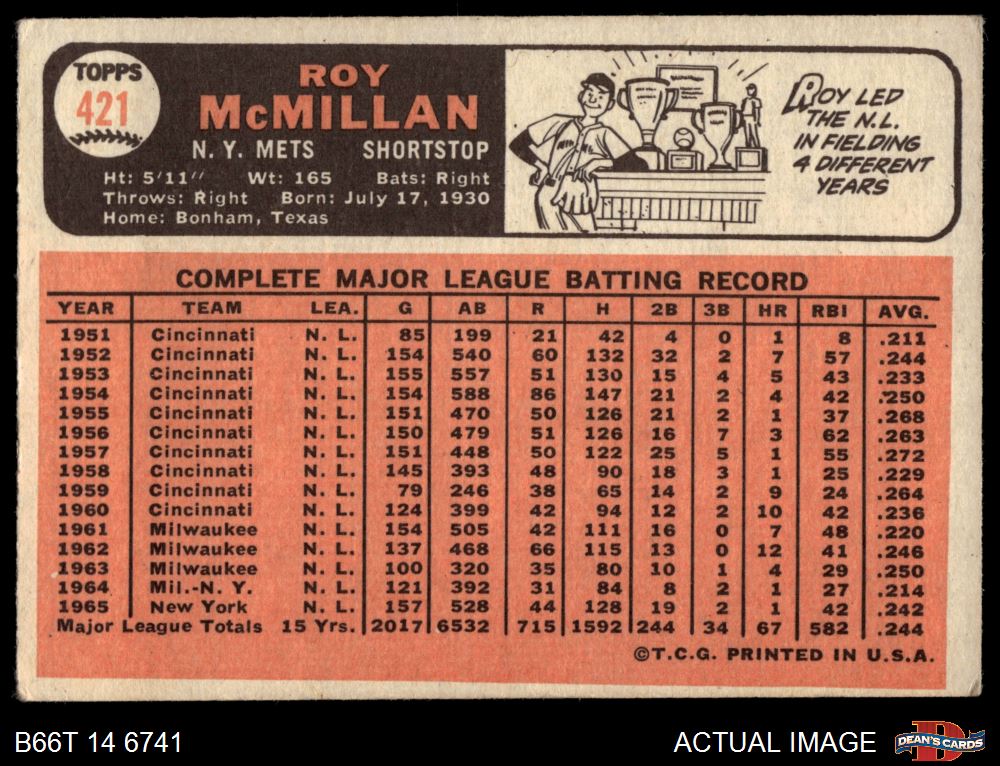 TOPPS
421
ROY
McMILLAN
N. Y. METS SHORTSTOP
Ht: 5'11" Wt: 165 Bats: Right
Throws: Right Born: July 17, 1930
Home: Bonham, Texas
ROY LED
THE N.L.
IN FIELDING
4 DIFFERENT
YEARS
COMPLETE MAJOR LEAGUE BATTING RECORD
YEAR TEAM LEA. G AB R H 2B 3B HR RBI AVG.
1951 Cincinnati N. L. 85 199 21 42 4 0 1 8 .211
1952 Cincinnati N. L. 154 540 60 132 32 2 7 57 .244
1953 Cincinnati N. L. 155 557 51 130 15 4 5 43 .233
1954 Cincinnati N. L. 154 588 86 147 21 2 4 42 .250
1955 Cincinnati N. L. 151 470 50 126 21 2 1 37 .268
1956 Cincinnati N. L. 150 479 51 126 16 7 3 62 .263
1957 Cincinnati N. L. 151 448 50 122 25 5 1 55 .272
1958 Cincinnati N. L. 145 393 48 90 18 3 1 25 .229
1959 Cincinnati N. L. 79 246 38 65 14 2 9 24 .264
1960 Cincinnati N. L. 124 399 42 94 12 2 10 42 .236
1961 Milwaukee N. L. 154 505 42 111 16 0 7 48 .220
1962 Milwaukee N. L. 137 468 66 115 13 0 12 41 .246
1963 Milwaukee N. L. 100 320 35 80 10 1 4 29 .250
1964 Mil.-N. Y. N. L. 121 392 31 84 8 2 1 27 .214
1965 New York N. L. 157 528 44 128 19 2 1 42 .242
Major League Totals 15 Yrs. 2017 6532 715 1592 244 34 67 582 .244
©T.C.G. PRINTED IN U.S.A.
B66T 14 6741
ACTUAL IMAGE
DEAN'S CARDS